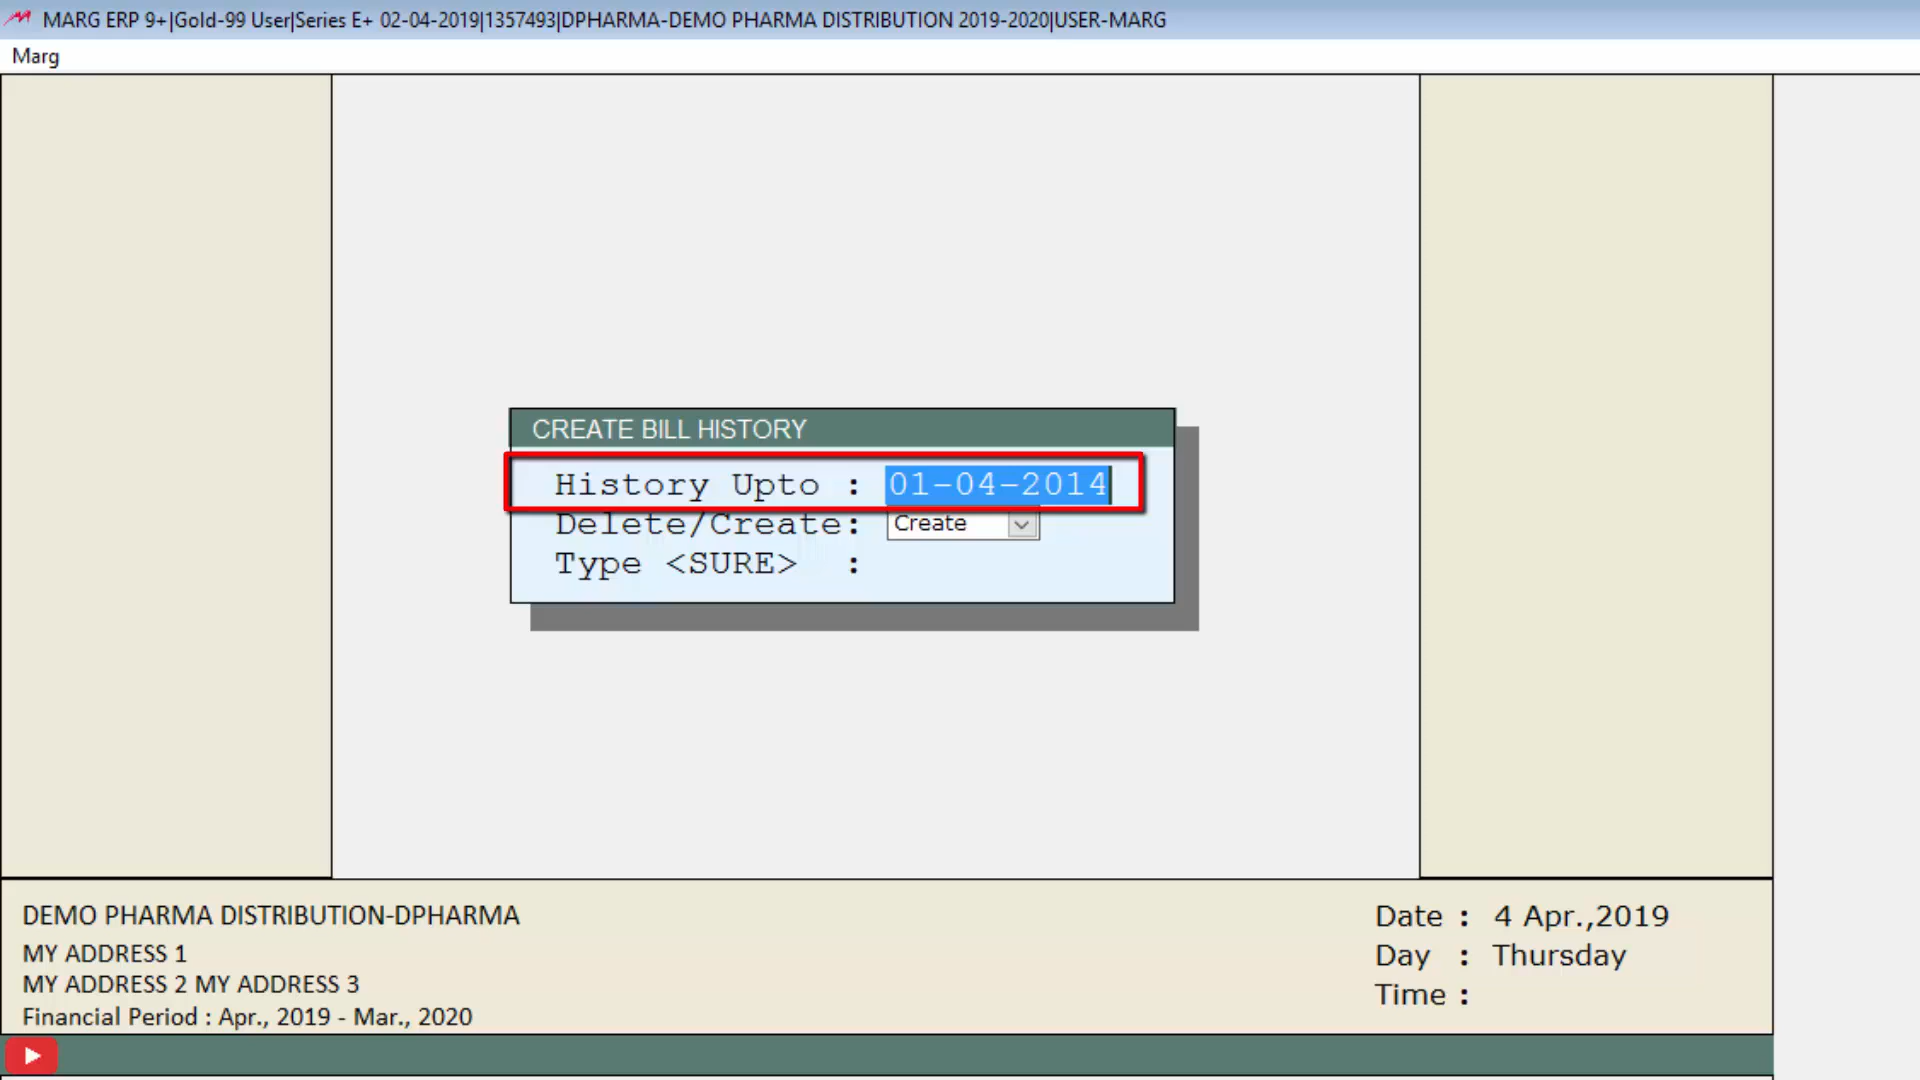 MARG ERP 9+|Gold-99 User|Series E+ 02-04-2019|1357493|DPHARMA-DEMO PHARMA DISTRIBUTION 2019-2020|USER-MARG
Marg
CREATE BILL HISTORY
History Upto : 01-04-2014
Delete/Create: Create
Type <SURE> :
DEMO PHARMA DISTRIBUTION-DPHARMA
MY ADDRESS 1
MY ADDRESS 2 MY ADDRESS 3
Financial Period : Apr., 2019 - Mar., 2020
Date : 4 Apr.,2019
Day : Thursday
Time :